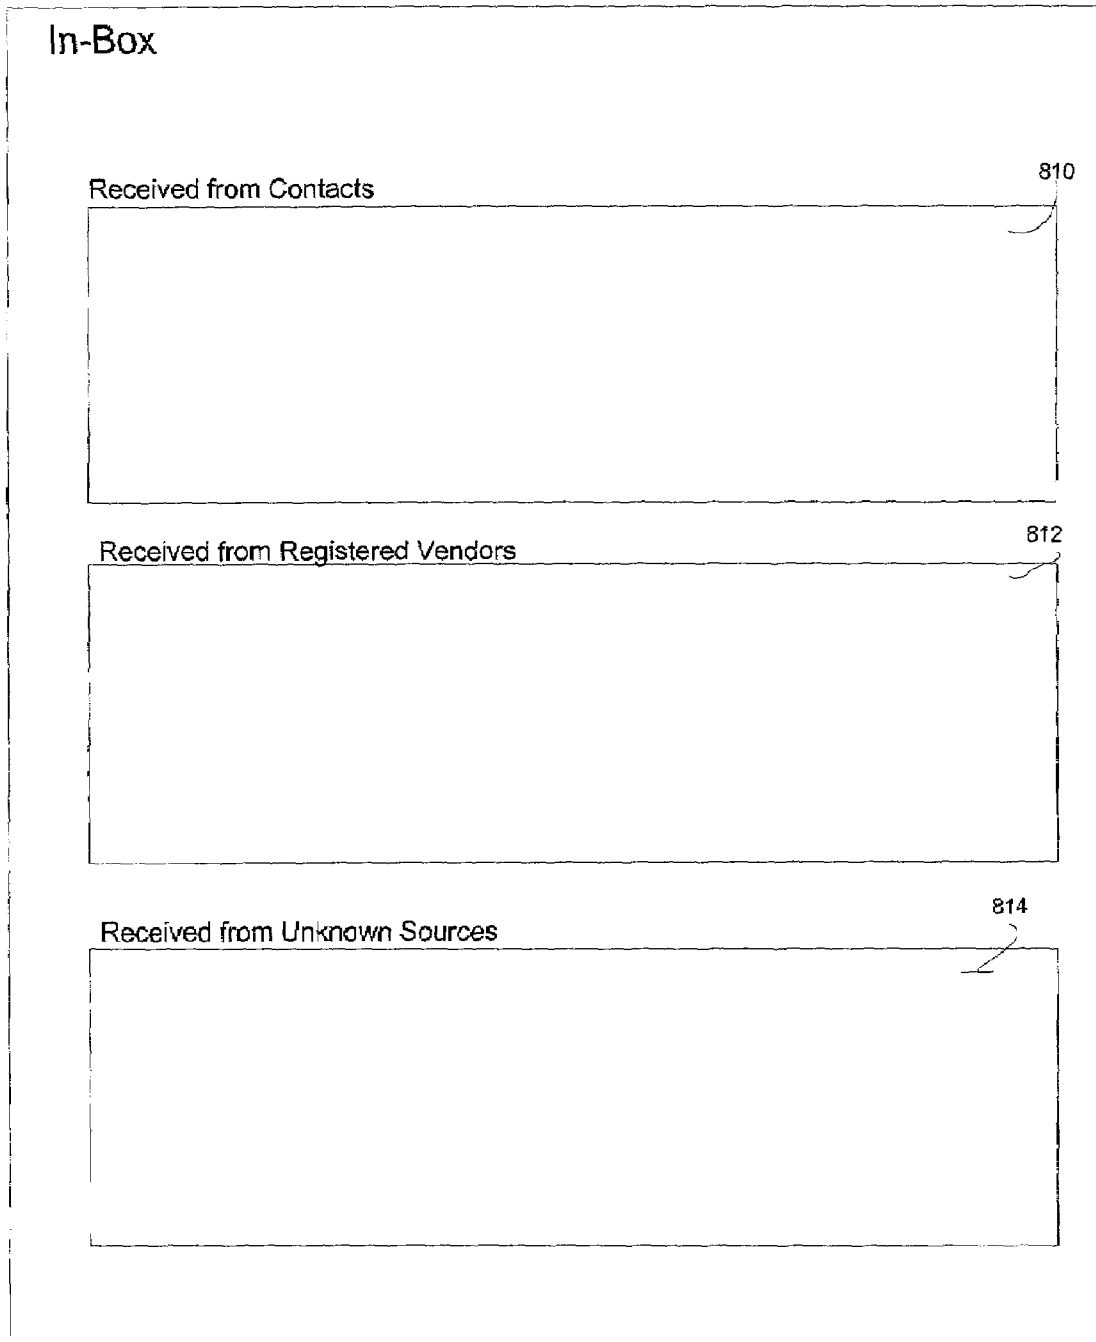 In-Box
810
Received from Contacts
812
Received from Registered Vendors
814
Received from Unknown Sources